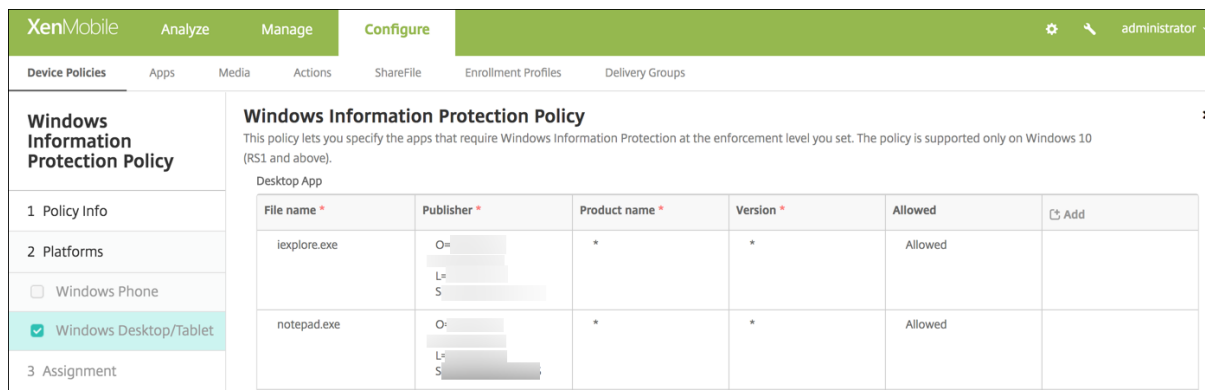 XenMobile Analyze Manage Configure administrator
Device Policies Apps Media Actions ShareFile Enrollment Profiles Delivery Groups
Windows
Information
Protection Policy
1 Policy Info
2 Platforms
Windows Phone
Windows Desktop/Tablet
3 Assignment
Windows Information Protection Policy
This policy lets you specify the apps that require Windows Information Protection at the enforcement level you set. The policy is supported only on Windows 10
(RS1 and above).
Desktop App
File name * Publisher * Product name * Version * Allowed Add
iexplore.exe O= * * Allowed
L=
S
notepad.exe O= * * Allowed
L=
S